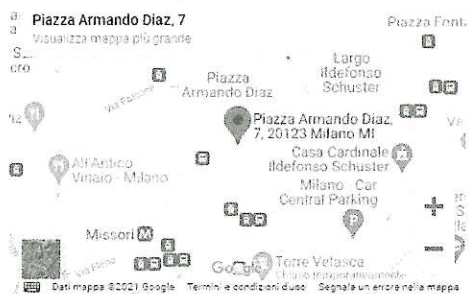 Piazza Armando Diaz, 7
Visualizza mappa più grande
Piazza
Largo
Ildefonso
Schuster
Piazza
Armando Diaz
Piazza Armando Diaz,
7, 20123 Milano MI
All'Antico
Vinaio - Milano
Casa Cardinale
Ildefonso Schuster
Milano - Car
Central Parking
Missori M
Google
Torre Velasca
Chiuso temporaneamente
Dati mappa ©2021 Google Termini e condizioni d'uso Segnala un errore nella mappa